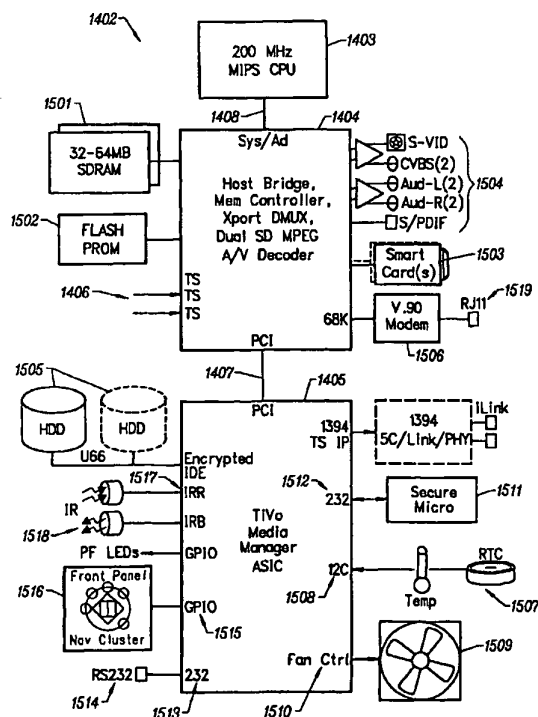 1402
200 MHz
MIPS CPU
1403
1408
1404
1501
32-64MB
SDRAM
1502
FLASH
PROM
1406
TS
TS
TS
Sys/Ad
Host Bridge,
Mem Controller,
Xport DMUX,
Dual SD MPEG
A/V Decoder
68K
PCI
S-VID
CVBS(2)
Aud-L(2)
Aud-R(2)
S/PDIF
1504
Smart
Card(s)
1503
V.90
Modem
1506
RJ11
1519
1407
1405
1505
HDD
HDD
U66
PCI
Encrypted
IDE
1517
IR
IRR
1518
IRB
PF LEDs
GPIO
1516
Front Panel
Nav Cluster
GPIO
1515
RS232
1514
232
1513
TiVo
Media
Manager
ASIC
1394
TS IP
1394
5C/Link/PHY
iLink
1512
232
Secure
Micro
1511
12C
1508
Temp
RTC
1507
Fan Ctrl
1510
1509